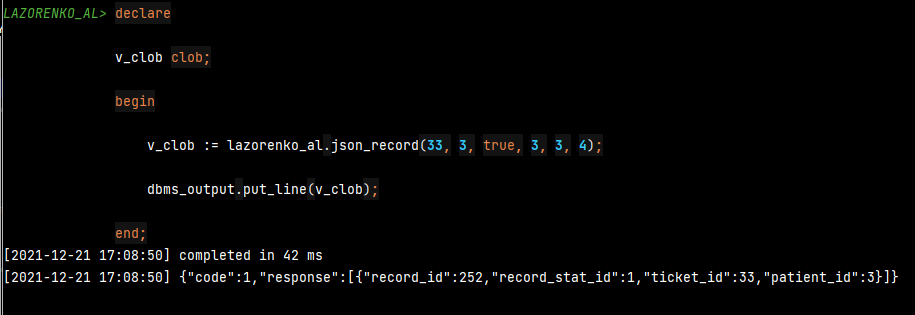 LAZORENKO_AL> declare
v_clob clob;
begin
v_clob := lazorenko_al.json_record(33, 3, true, 3, 3, 4);
dbms_output.put_line(v_clob);
end;
[2021-12-21 17:08:50] completed in 42 ms
[2021-12-21 17:08:50] {"code":1,"response":[{"record_id":252,"record_stat_id":1,"ticket_id":33,"patient_id":3}]}